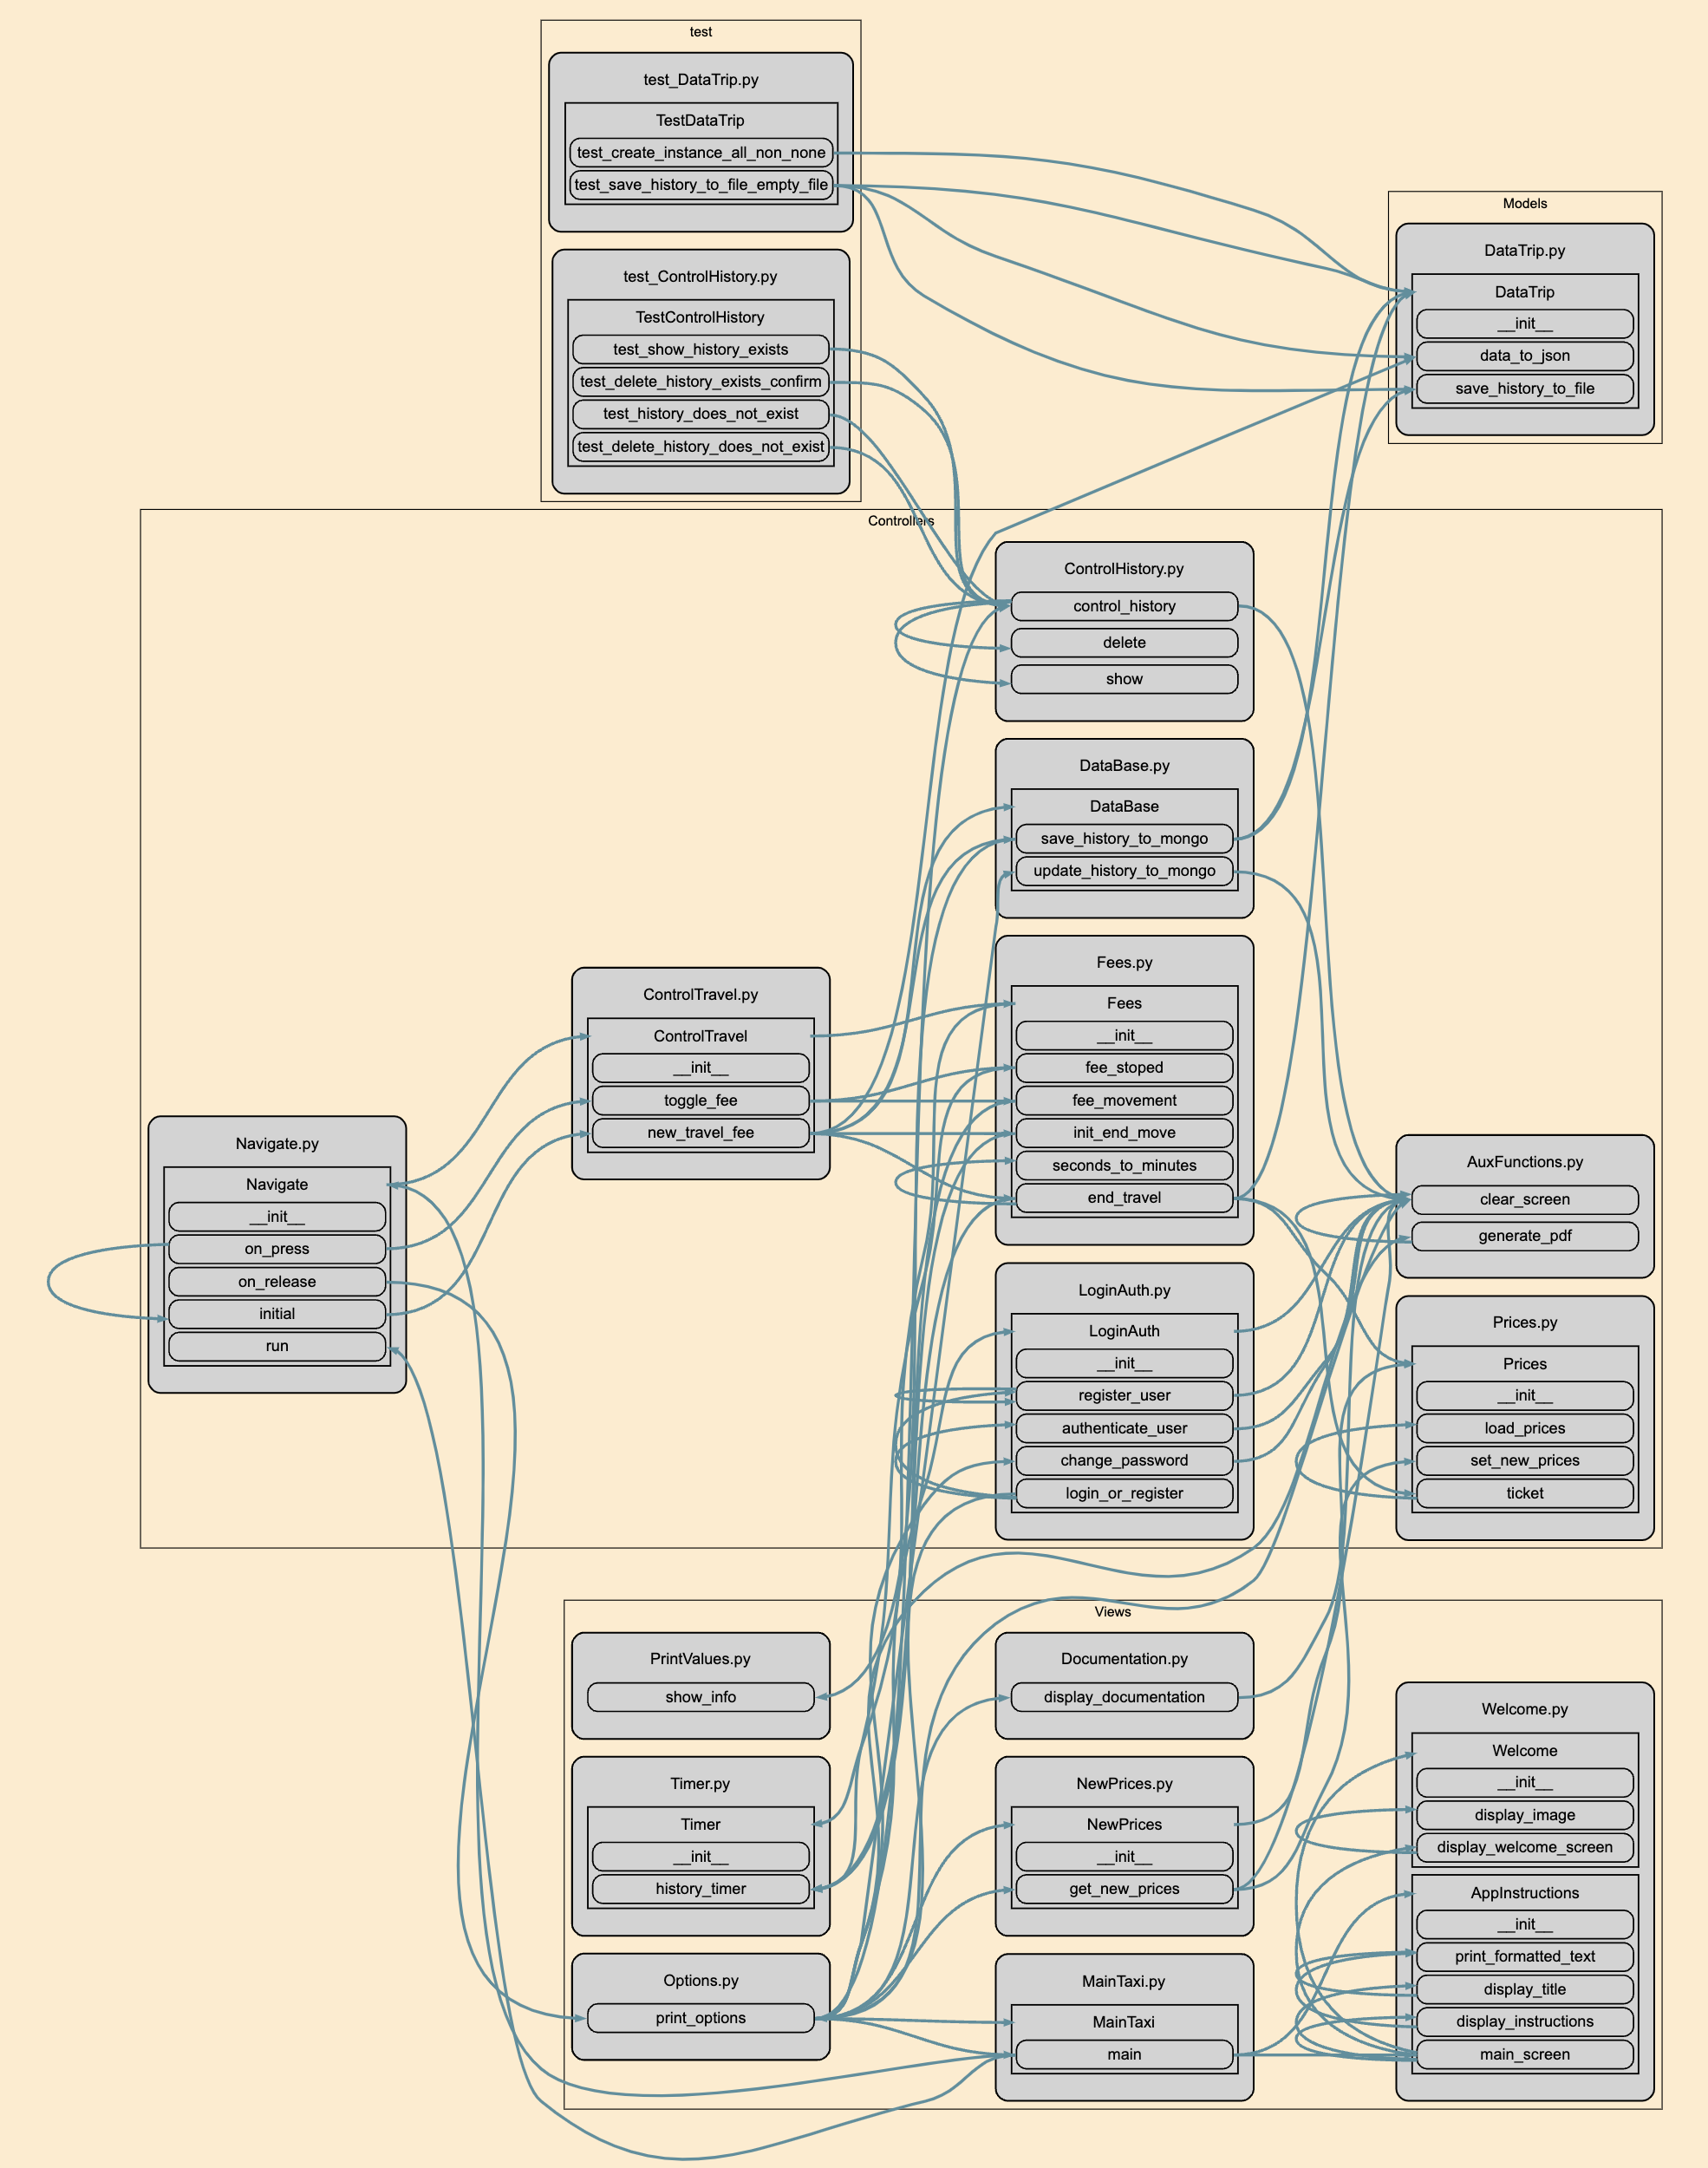 test
test_DataTrip.py
TestDataTrip
test_create_instance_all_non_none
test_save_history_to_file_empty_file
test_ControlHistory.py
TestControlHistory
test_show_history_exists
test_delete_history_exists_confirm
test_history_does_not_exist
test_delete_history_does_not_exist
Models
DataTrip.py
DataTrip
__init__
data_to_json
save_history_to_file
Controllers
Navigate.py
Navigate
__init__
on_press
on_release
initial
run
ControlTravel.py
ControlTravel
__init__
toggle_fee
new_travel_fee
ControlHistory.py
control_history
delete
show
DataBase.py
DataBase
save_history_to_mongo
update_history_to_mongo
Fees.py
Fees
__init__
fee_stoped
fee_movement
init_end_move
seconds_to_minutes
end_travel
LoginAuth.py
LoginAuth
__init__
register_user
authenticate_user
change_password
login_or_register
AuxFunctions.py
clear_screen
generate_pdf
Prices.py
Prices
__init__
load_prices
set_new_prices
ticket
Views
PrintValues.py
show_info
Timer.py
Timer
__init__
history_timer
Options.py
print_options
Documentation.py
display_documentation
NewPrices.py
NewPrices
__init__
get_new_prices
MainTaxi.py
MainTaxi
main
Welcome.py
Welcome
__init__
display_image
display_welcome_screen
AppInstructions
__init__
print_formatted_text
display_title
display_instructions
main_screen